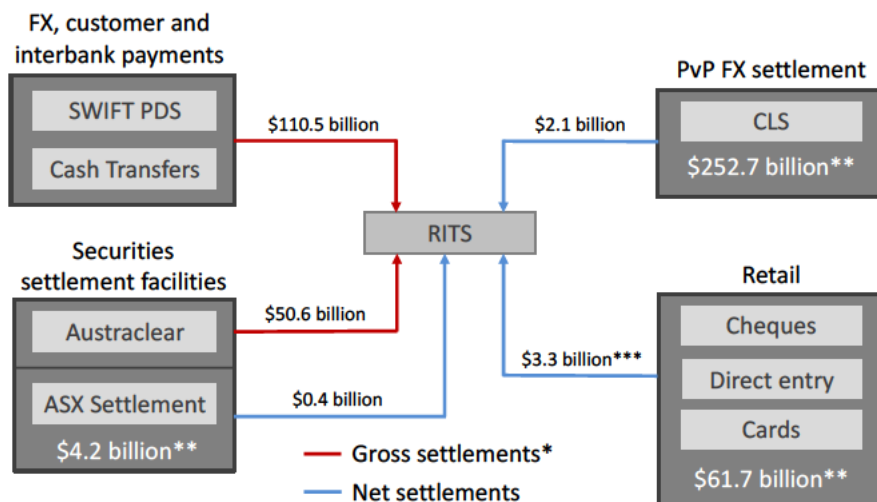 FX, customer and
interbank payments
SWIFT PDS
Cash Transfers
$110.5 billion
PvP FX settlement
CLS
$252.7 billion**
$2.1 billion
RITS
Securities
settlement facilities
Austraclear
$50.6 billion
ASX Settlement
$4.2 billion**
$0.4 billion
Retail
Cheques
Direct entry
Cards
$61.7 billion**
$3.3 billion***
Gross settlements*
Net settlements